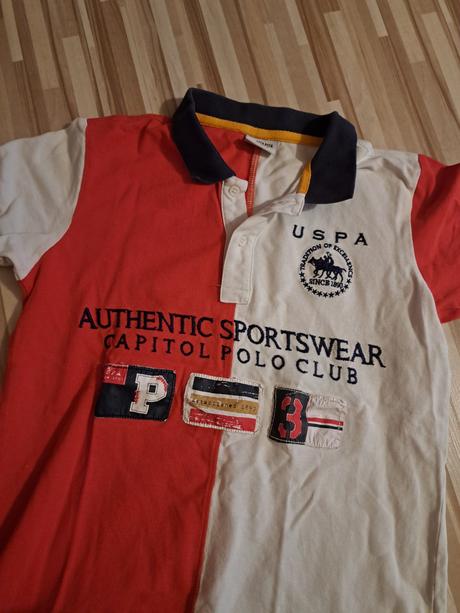 USPA
TRADITION OF EXCELLENCE
SINCE 1890
AUTHENTIC SPORTSWEAR
CAPITOL POLO CLUB
P
3